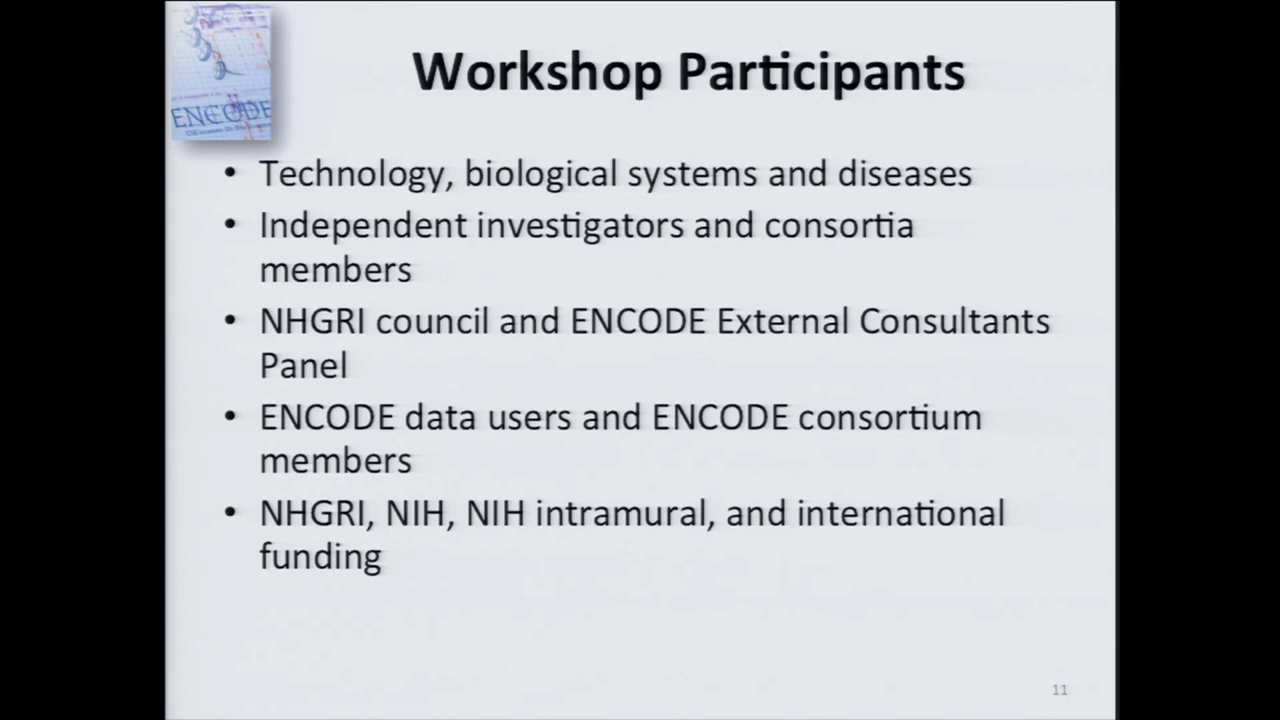 Workshop Participants
ENCODE
• Technology, biological systems and diseases
• Independent investigators and consortia
members
• NHGRI council and ENCODE External Consultants
Panel
• ENCODE data users and ENCODE consortium
members
• NHGRI, NIH, NIH intramural, and international
funding
11